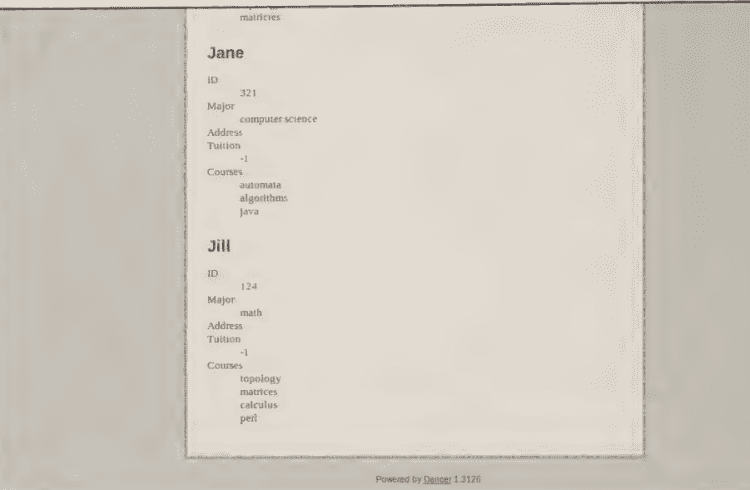 matricies
Jane
ID
321
Major
computer science
Address
Tuition
-1
Courses
automata
algorithms
java
Jill
ID
124
Major
math
Address
Tuition
-1
Courses
topology
matrices
calculus
perl
Powered by Dancer 1.3126